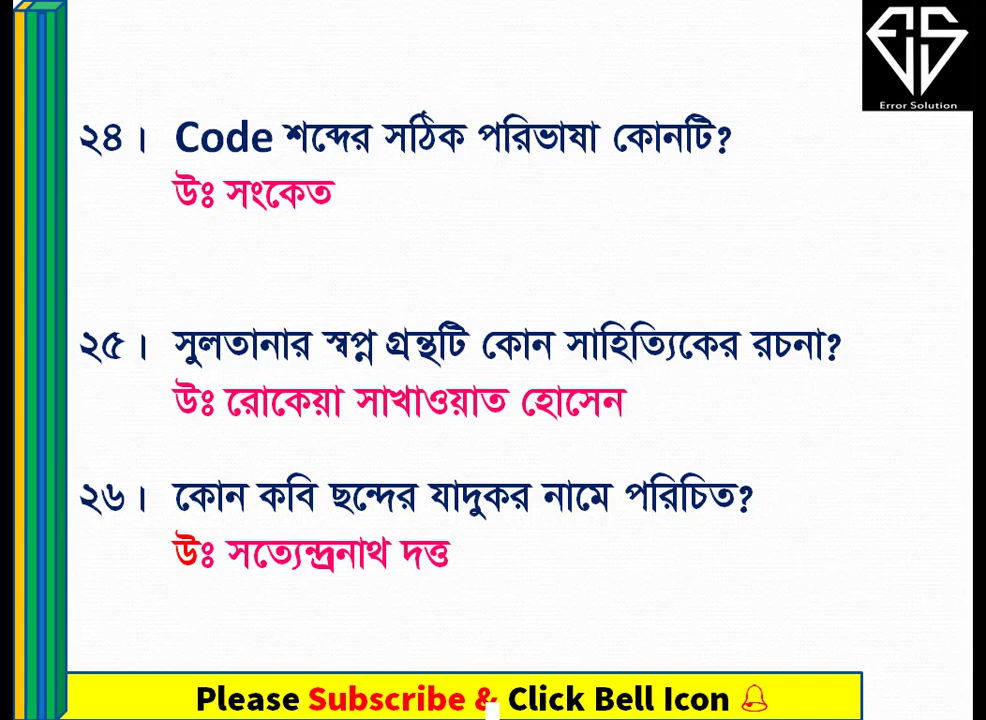 Error Solution
২৪। Code শব্দের সঠিক পরিভাষা কোনটি?
উঃ সংকেত
২৫। সুলতানার স্বপ্ন গ্রন্থটি কোন সাহিত্যিকের রচনা?
উঃ রোকেয়া সাখাওয়াত হোসেন
২৬। কোন কবি ছন্দের যাদুকর নামে পরিচিত?
উঃ সত্যেন্দ্রনাথ দত্ত
Please Subscribe & Click Bell Icon